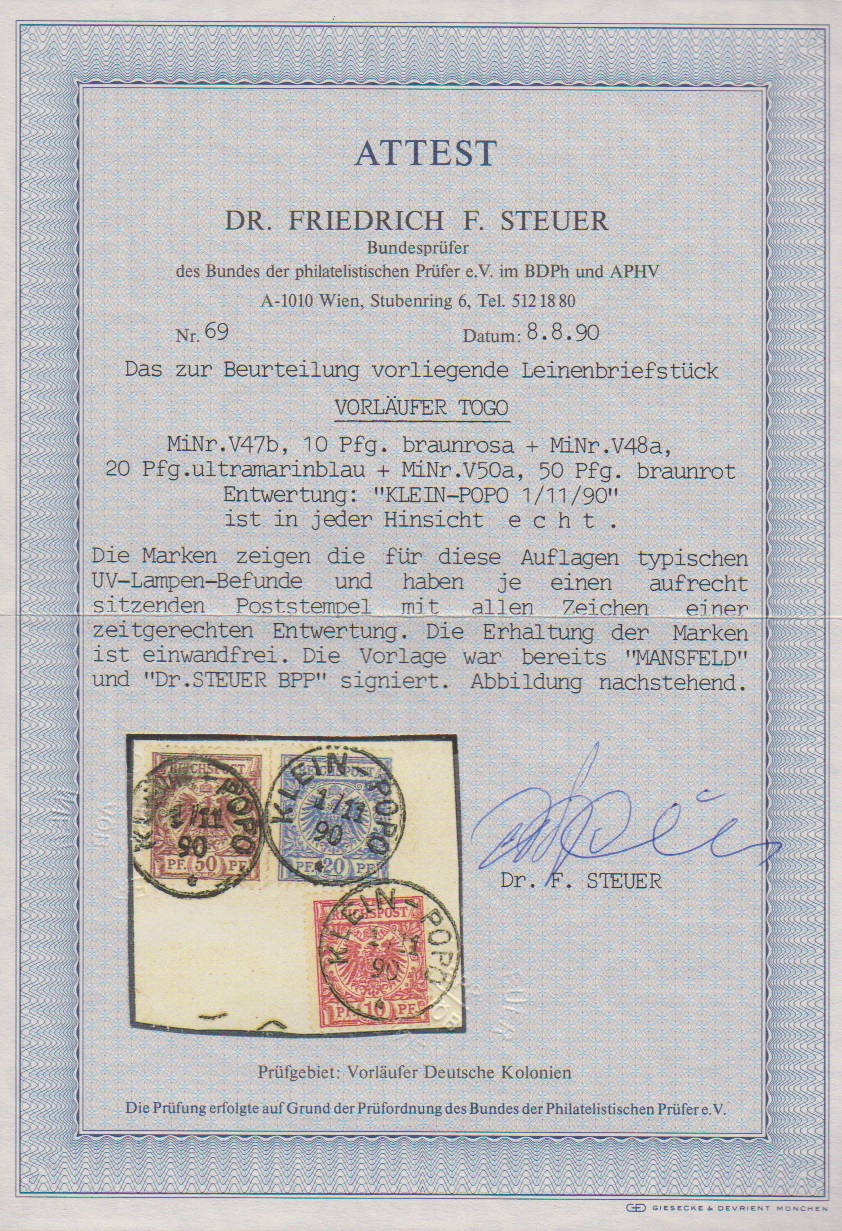 ATTEST
DR. FRIEDRICH F. STEUER
Bundesprüfer
des Bundes der philatelistischen Prüfer e.V. im BDPh und APHV
A-1010 Wien, Stubenring 6, Tel. 512 18 80
Nr. 69 Datum: 8.8.90
Das zur Beurteilung vorliegende Leinenbriefstück
VORLÄUFER TOGO
MiNr.V47b, 10 Pfg. braunrosa + MiNr.V48a,
20 Pfg.ultramarinblau + MiNr.V50a, 50 Pfg. braunrot
Entwertung: "KLEIN-POPO 1/11/90"
ist in jeder Hinsicht e c h t .
Die Marken zeigen die für diese Auflagen typischen
UV-Lampen-Befunde und haben je einen aufrecht
sitzenden Poststempel mit allen Zeichen einer
zeitgerechten Entwertung. Die Erhaltung der Marken
ist einwandfrei. Die Vorlage war bereits "MANSFELD"
und "Dr.STEUER BPP" signiert. Abbildung nachstehend.
REICHSPOST
KLEIN-POPO
1/11
90
PF. 50 PF.
KLEIN-POPO
1/11
90
PF. 20 PF.
REICHSPOST
KLEIN-POPO
90
PF. 10 PF.
Dr. F. STEUER
Prüfgebiet: Vorläufer Deutsche Kolonien
Die Prüfung erfolgte auf Grund der Prüfordnung des Bundes der Philatelistischen Prüfer e.V.
GIESECKE & DEVRIENT MÜNCHEN